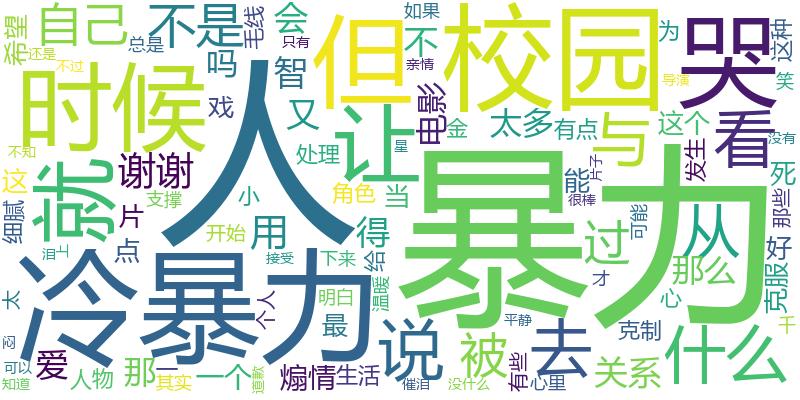 希望
还是
不过
自己
总是
不是
毛线
会
只有
如果
但
不
亲情
校园
为
导演
哭
这种
笑
时候
吗
智
戏
又
人
处理
让
电影
金
星
太多
有点
与
这个
看
发生
没有
不知
这
细腻
就
谢谢
片
支撑
点
小
角色
当
暴力
能
很棒
片子
死
那些
开始
用
得
过
可能
从
好
泪
上
太
冷暴力
接受
个人
下来
明白
给
温暖
最
说
平静
才
心
那么
克服
千
闷
可以
知道
爱
人物
那
一
其实
一个
道歉
煽情
生活
催泪
被
没什么
有些
去
心里
克制
关系
什么